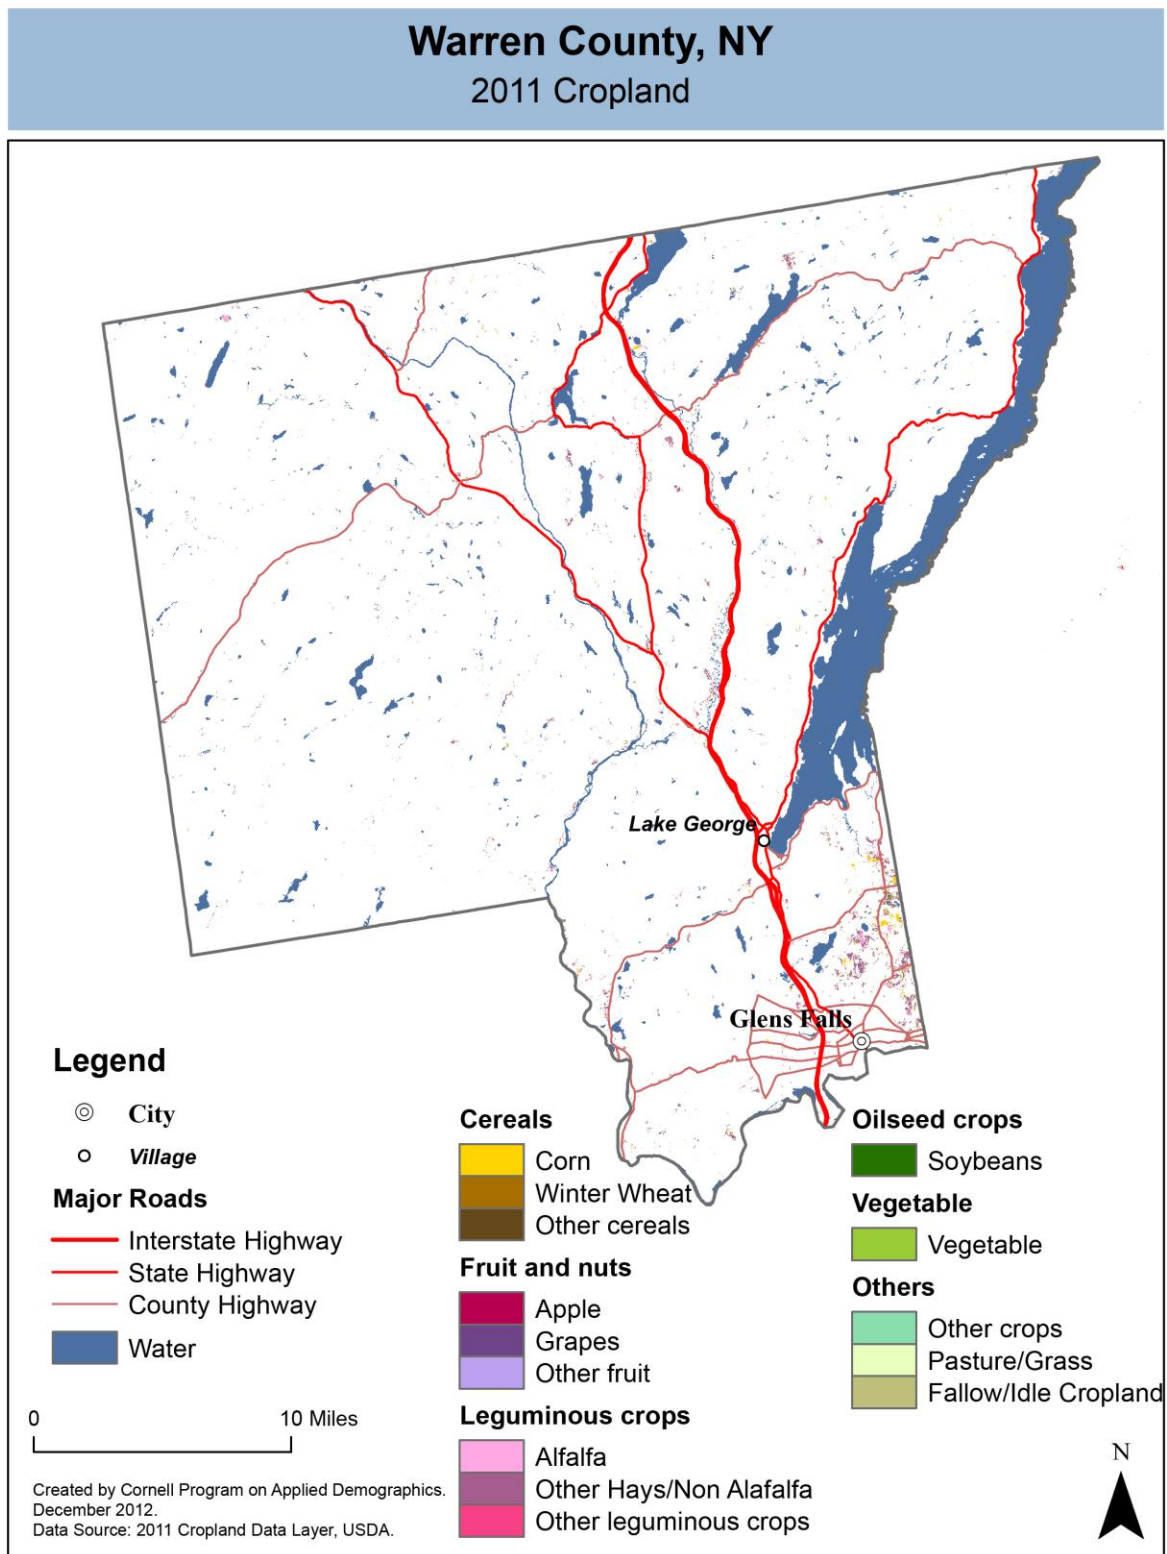 Warren County, NY
2011 Cropland
Lake George
Glens Falls
Legend
City
Village
Major Roads
Interstate Highway
State Highway
County Highway
Water
0 10 Miles
Created by Cornell Program on Applied Demographics.
December 2012.
Data Source: 2011 Cropland Data Layer, USDA.
Cereals
Corn
Winter Wheat
Other cereals
Fruit and nuts
Apple
Grapes
Other fruit
Leguminous crops
Alfalfa
Other Hays/Non Alafalfa
Other leguminous crops
Oilseed crops
Soybeans
Vegetable
Vegetable
Others
Other crops
Pasture/Grass
Fallow/Idle Cropland
N